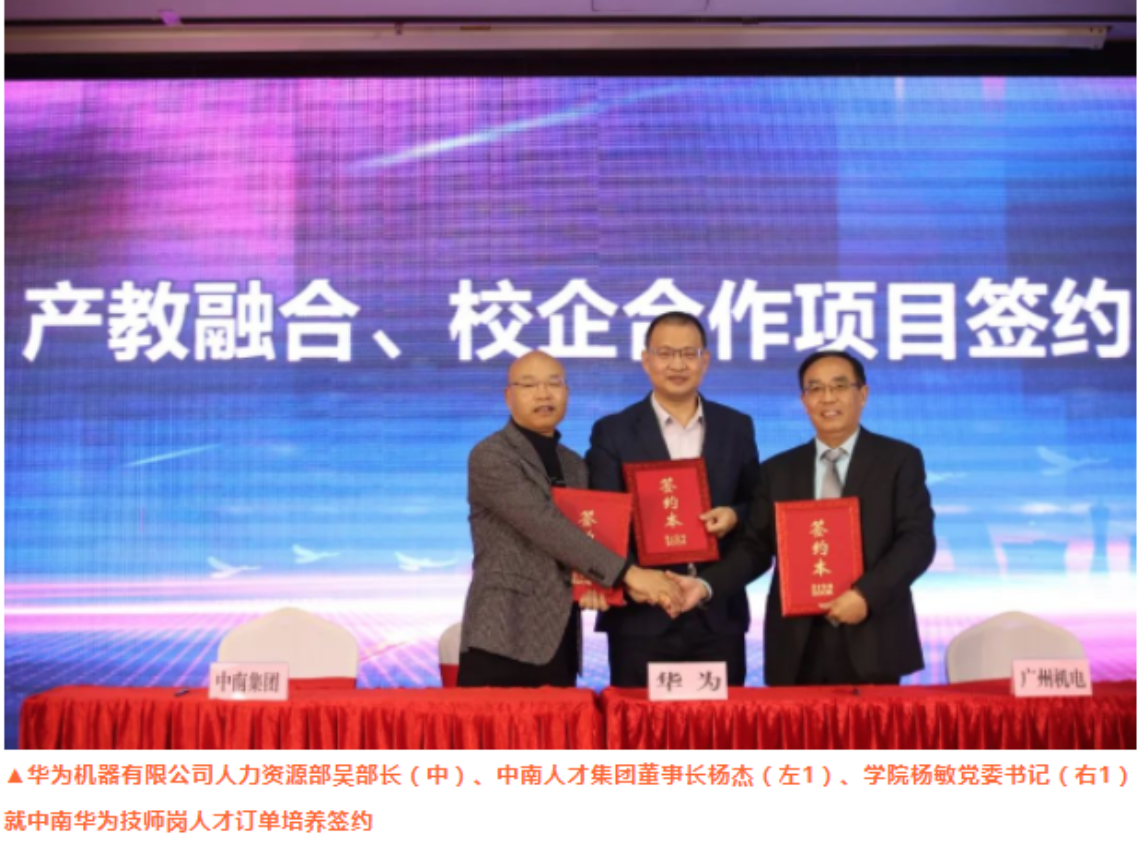 产教融合、校企合作项目签约
签约本
签
签约本
中南集团
华为
广州机电
▲华为机器有限公司人力资源部吴部长（中）、中南人才集团董事长杨杰（左1）、学院杨敏党委书记（右1）
就中南华为技师岗人才订单培养签约